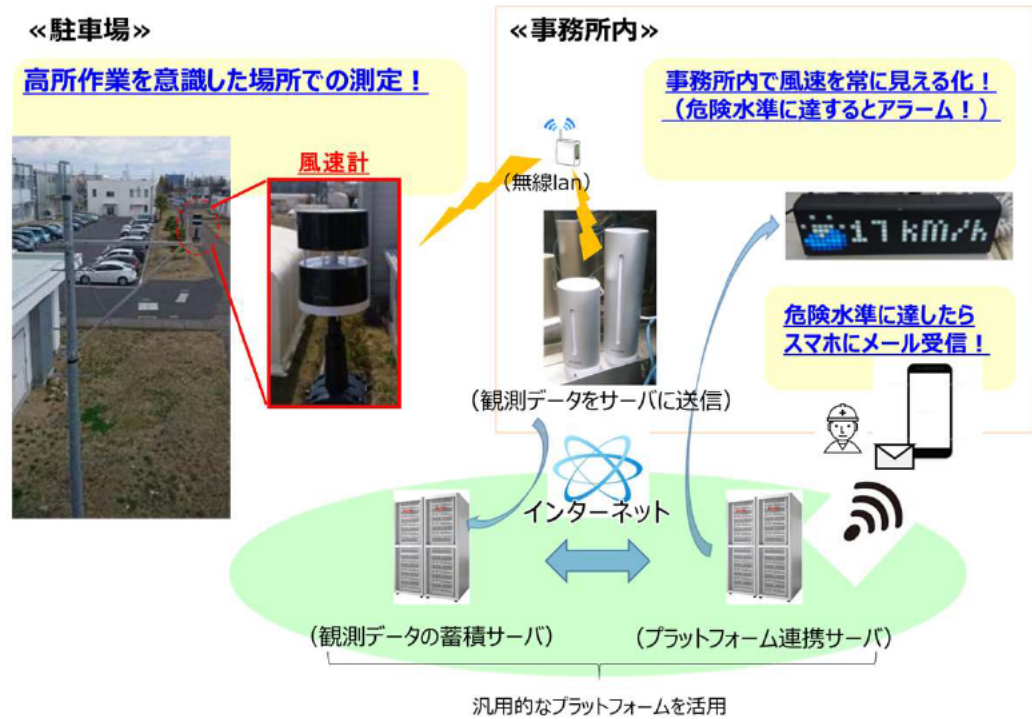 ≪駐車場≫
高所作業を意識した場所での測定！
風速計
≪事務所内≫
事務所内で風速を常に見える化！
（危険水準に達するとアラーム！）
（無線lan）
17 km/h
危険水準に達したら
スマホにメール受信！
（観測データをサーバに送信）
インターネット
（観測データの蓄積サーバ）
（プラットフォーム連携サーバ）
汎用的なプラットフォームを活用